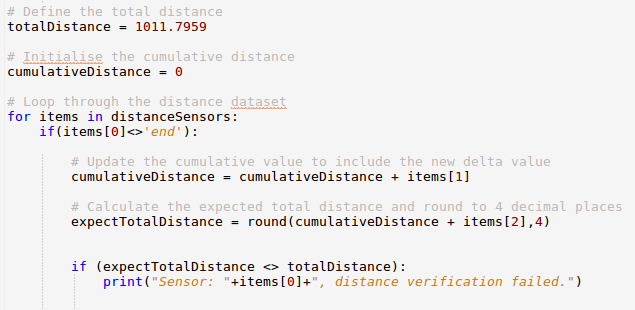 # Define the total distance
totalDistance = 1011.7959
# Initialise the cumulative distance
cumulativeDistance = 0
# Loop through the distance dataset
for items in distanceSensors:
if(items[0]<>'end'):
# Update the cumulative value to include the new delta value
cumulativeDistance = cumulativeDistance + items[1]
# Calculate the expected total distance and round to 4 decimal places
expectTotalDistance = round(cumulativeDistance + items[2],4)
if (expectTotalDistance <> totalDistance):
print("Sensor: "+items[0]+", distance verification failed.")